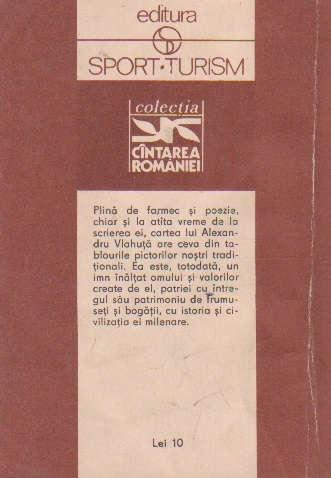 editura
SPORT·TURISM
colecția
CÎNTAREA
ROMÂNIEI
Plină de farmec și poezie,
chiar și la atîta vreme de la
scrierea ei, cartea lui Alexan-
dru Vlahuță are ceva din ta-
blourile pictorilor noștri tradi-
ționali. Ea este, totodată, un
imn înălțat omului și valorilor
create de el, patriei cu între-
gul său patrimoniu de frumu-
seți și bogății, cu istoria și ci-
vilizația ei milenare.
Lei 10